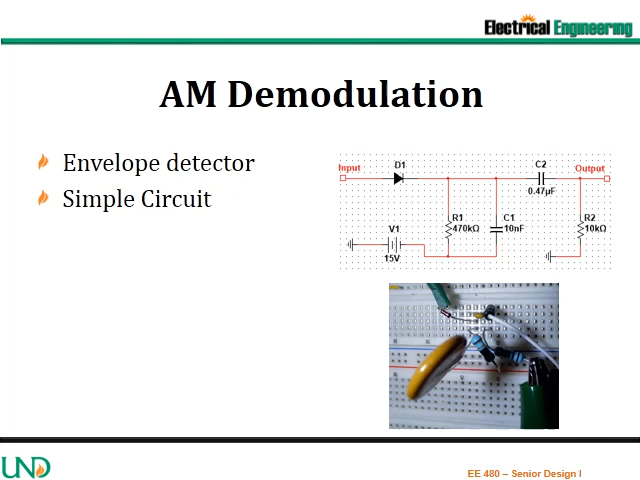 Electrical Engineering
AM Demodulation
Envelope detector
Simple Circuit
Input
D1
C2
0.47µF
Output
R1
470kΩ
C1
10nF
R2
10kΩ
V1
15V
UND
EE 480 – Senior Design I